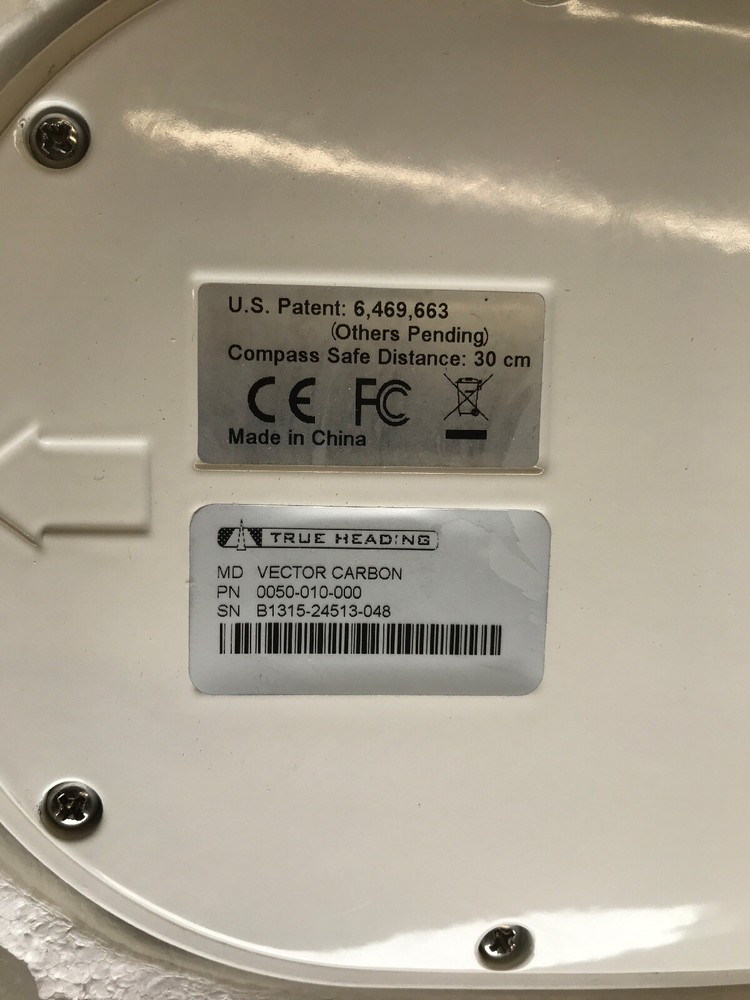 U.S. Patent: 6,469,663
(Others Pending)
Compass Safe Distance: 30 cm
CE FC
Made in China
TRUE HEADING
MD VECTOR CARBON
PN 0050-010-000
SN B1315-24513-048